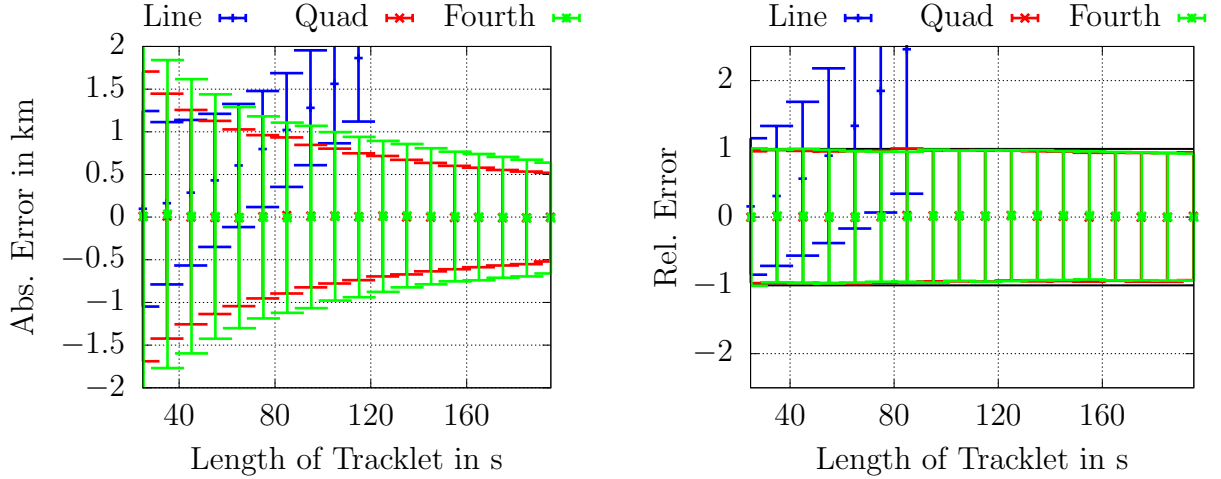 Line Quad Fourth
2
1.5
1
0.5
0
−0.5
−1
−1.5
−2
Abs. Error in km
40 80 120 160
Length of Tracklet in s
Line Quad Fourth
2
1
0
−1
−2
Rel. Error
40 80 120 160
Length of Tracklet in s